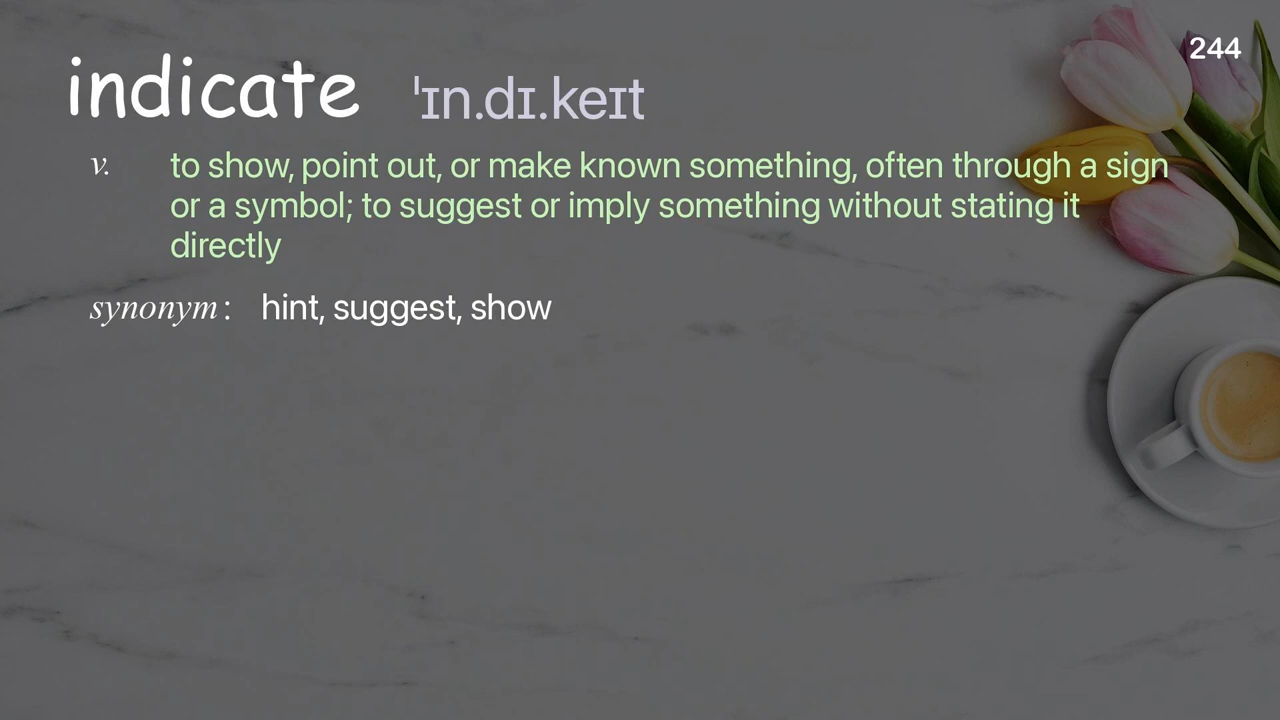 244
indicate ˈɪn.dɪ.keɪt
v. to show, point out, or make known something, often through a sign
or a symbol; to suggest or imply something without stating it
directly
synonym: hint, suggest, show